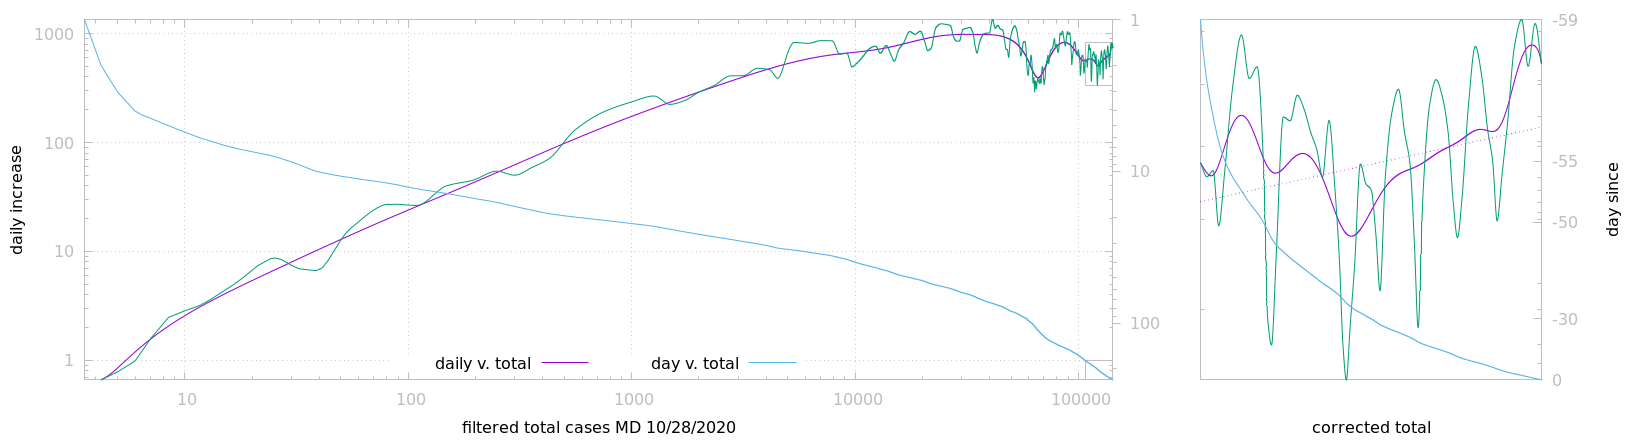 1000
100
10
1
daily increase
10
100
1000
10000
100000
filtered total cases MD 10/28/2020
daily v. total
day v. total
1
10
100
-59
-55
-50
-30
0
day since
corrected total